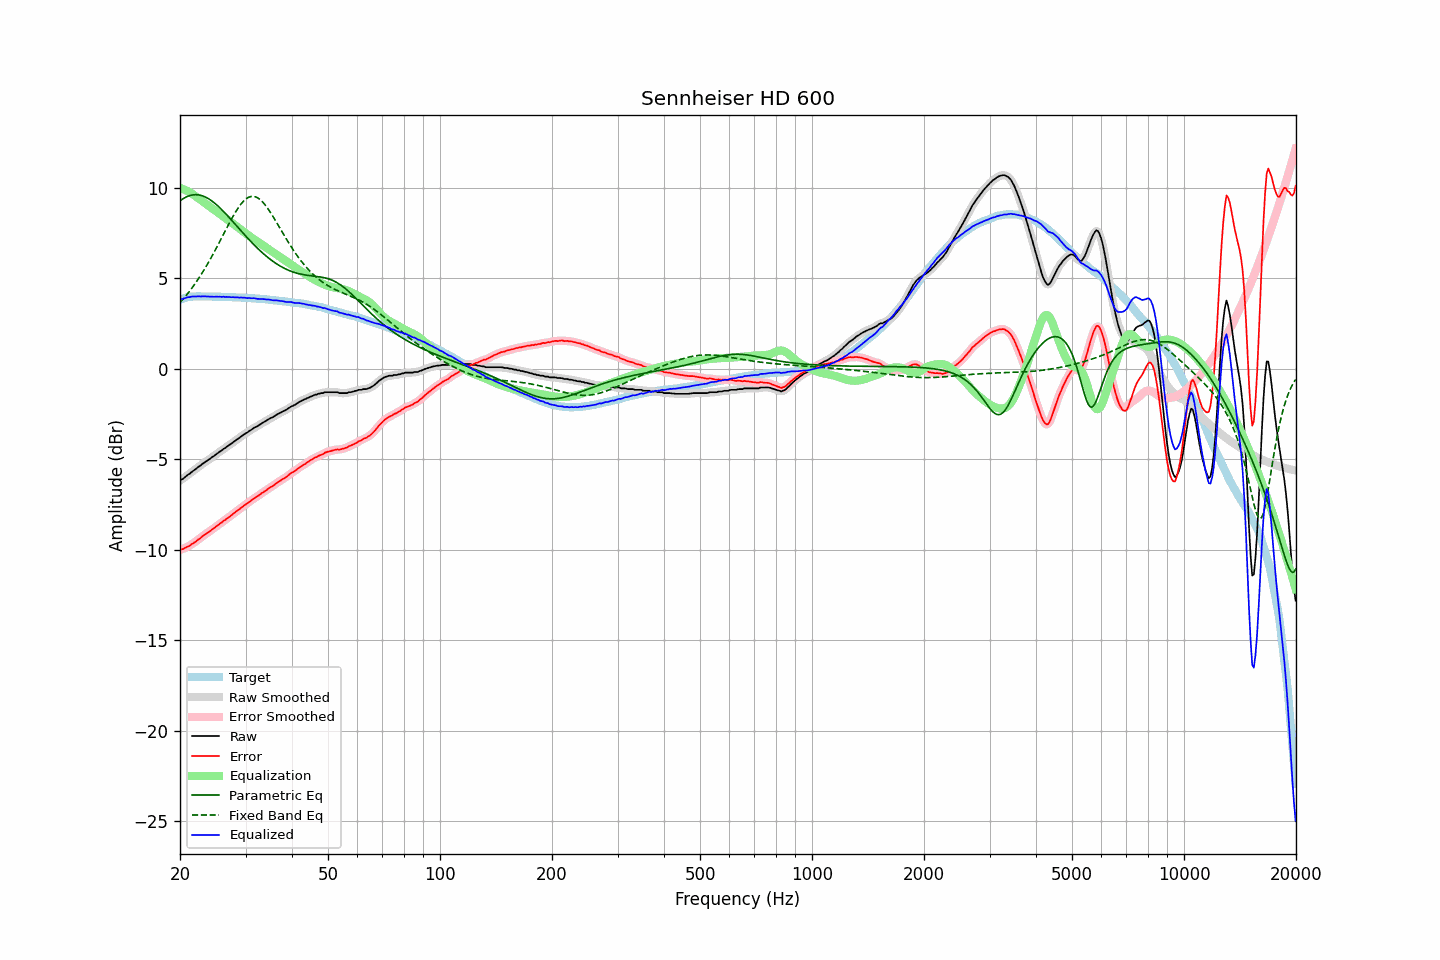 Sennheiser HD 600
Amplitude (dBr)
10
5
0
−5
−10
−15
−20
−25
Target
Raw Smoothed
Error Smoothed
Raw
Error
Equalization
Parametric Eq
Fixed Band Eq
Equalized
20 50 100 200 500 1000 2000 5000 10000 20000
Frequency (Hz)